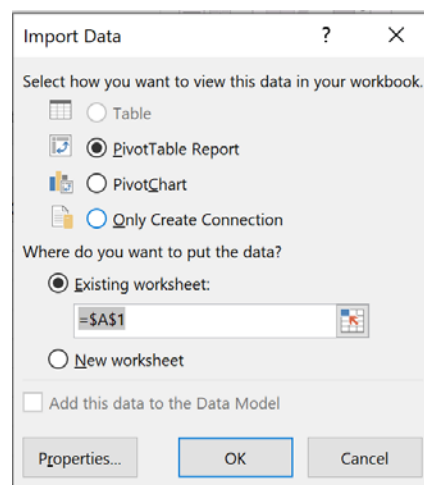 Import Data ? ×
Select how you want to view this data in your workbook.
Table
PivotTable Report
PivotChart
Only Create Connection
Where do you want to put the data?
Existing worksheet:
=$A$1
New worksheet
Add this data to the Data Model
Properties... OK Cancel